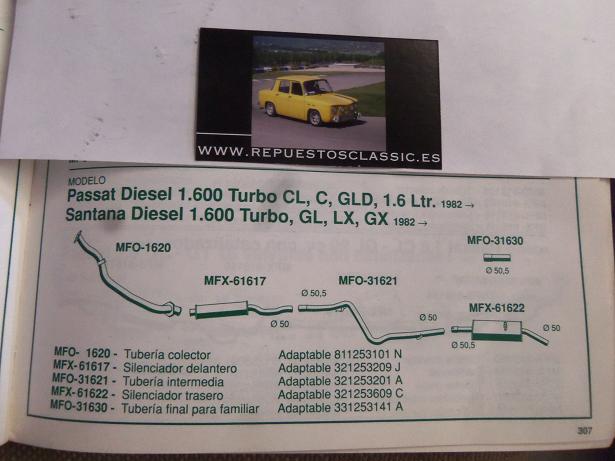 WWW.REPUESTOSCLASSIC.ES
MODELO
Passat Diesel 1.600 Turbo CL, C, GLD, 1.6 Ltr. 1982 →
Santana Diesel 1.600 Turbo, GL, LX, GX 1982 →
MFO-1620
MFO-31630
Ø 50,5
MFX-61617
MFO-31621
MFX-61622
Ø 50,5
Ø 50
Ø 50
Ø 50,5
Ø 50
MFO- 1620 - Tubería colector Adaptable 811253101 N
MFX-61617 - Silenciador delantero Adaptable 321253209 J
MFO-31621 - Tubería intermedia Adaptable 321253201 A
MFX- 61622 - Silenciador trasero Adaptable 321253609 C
MFO-31630 - Tubería final para familiar Adaptable 331253141 A
307